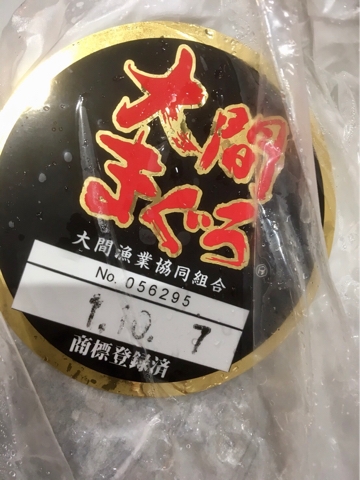 大間
まぐろ
大間漁業協同組合
No. 056295
1.10. 7
商標登録済